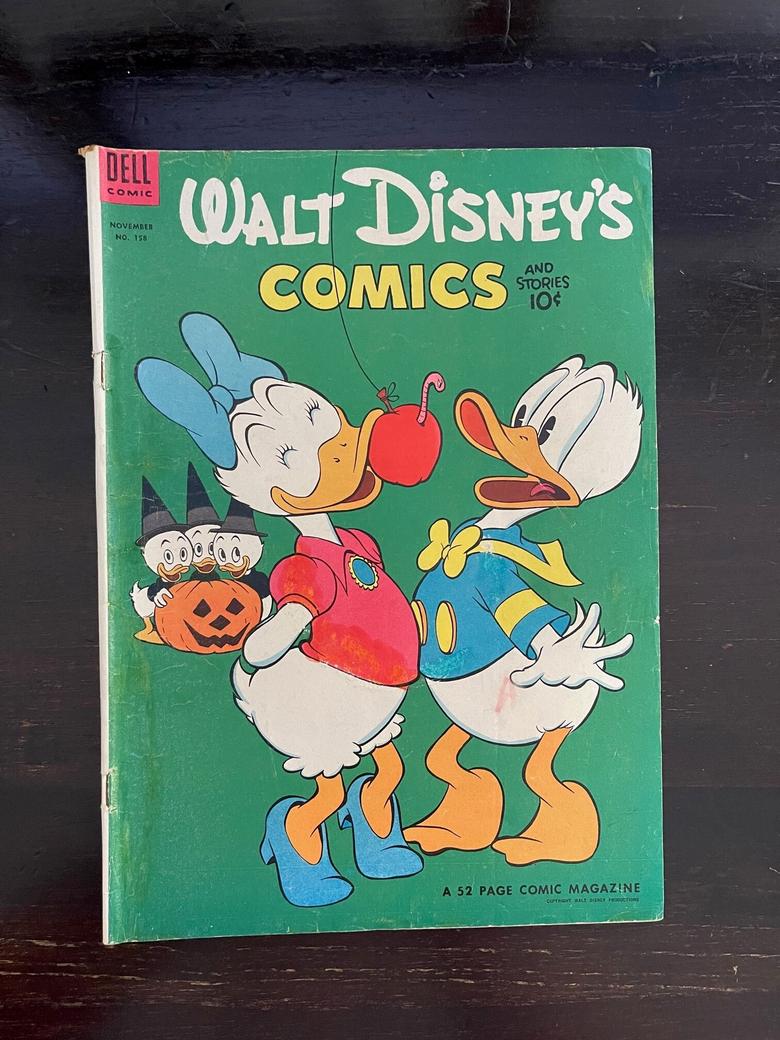 DELL
COMIC
NOVEMBER
NO. 158
WALT DISNEY'S
COMICS
AND
STORIES
10¢
A
A 52 PAGE COMIC MAGAZINE
COPYRIGHT WALT DISNEY PRODUCTIONS